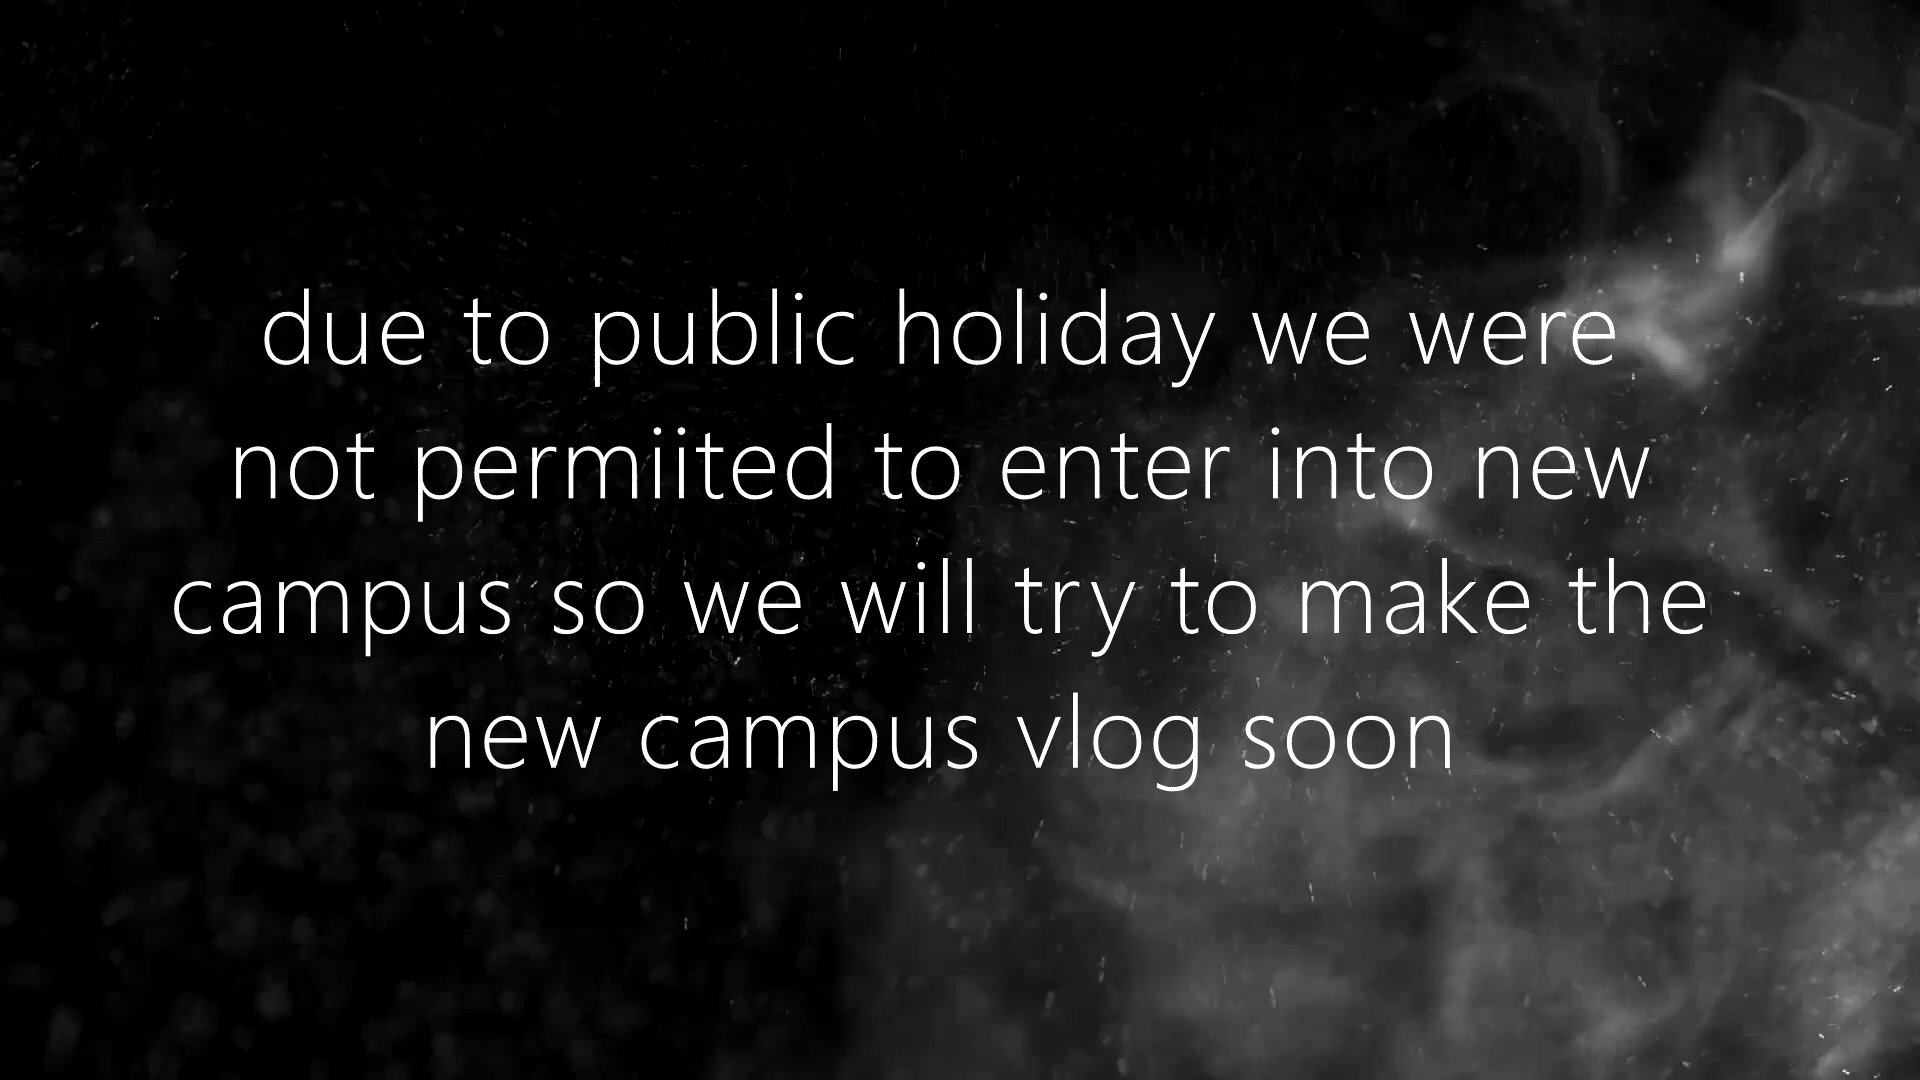 due to public holiday we were
not permiited to enter into new
campus so we will try to make the
new campus vlog soon